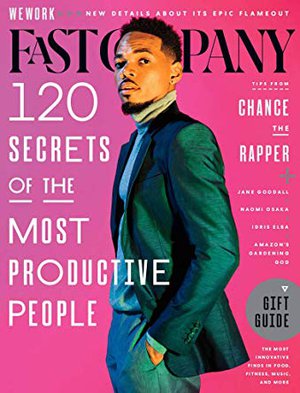 WEWORK NEW DETAILS ABOUT ITS EPIC FLAMEOUT
FAST COMPANY
120
SECRETS
OF THE
MOST
PRODUCTIVE
PEOPLE
TIPS FROM
CHANCE
THE
RAPPER
+
JANE GOODALL
NAOMI OSAKA
IDRIS ELBA
AMAZON'S
GARDENING
GOD
GIFT
GUIDE
THE MOST
INNOVATIVE
FINDS IN FOOD,
FITNESS, MUSIC,
AND MORE